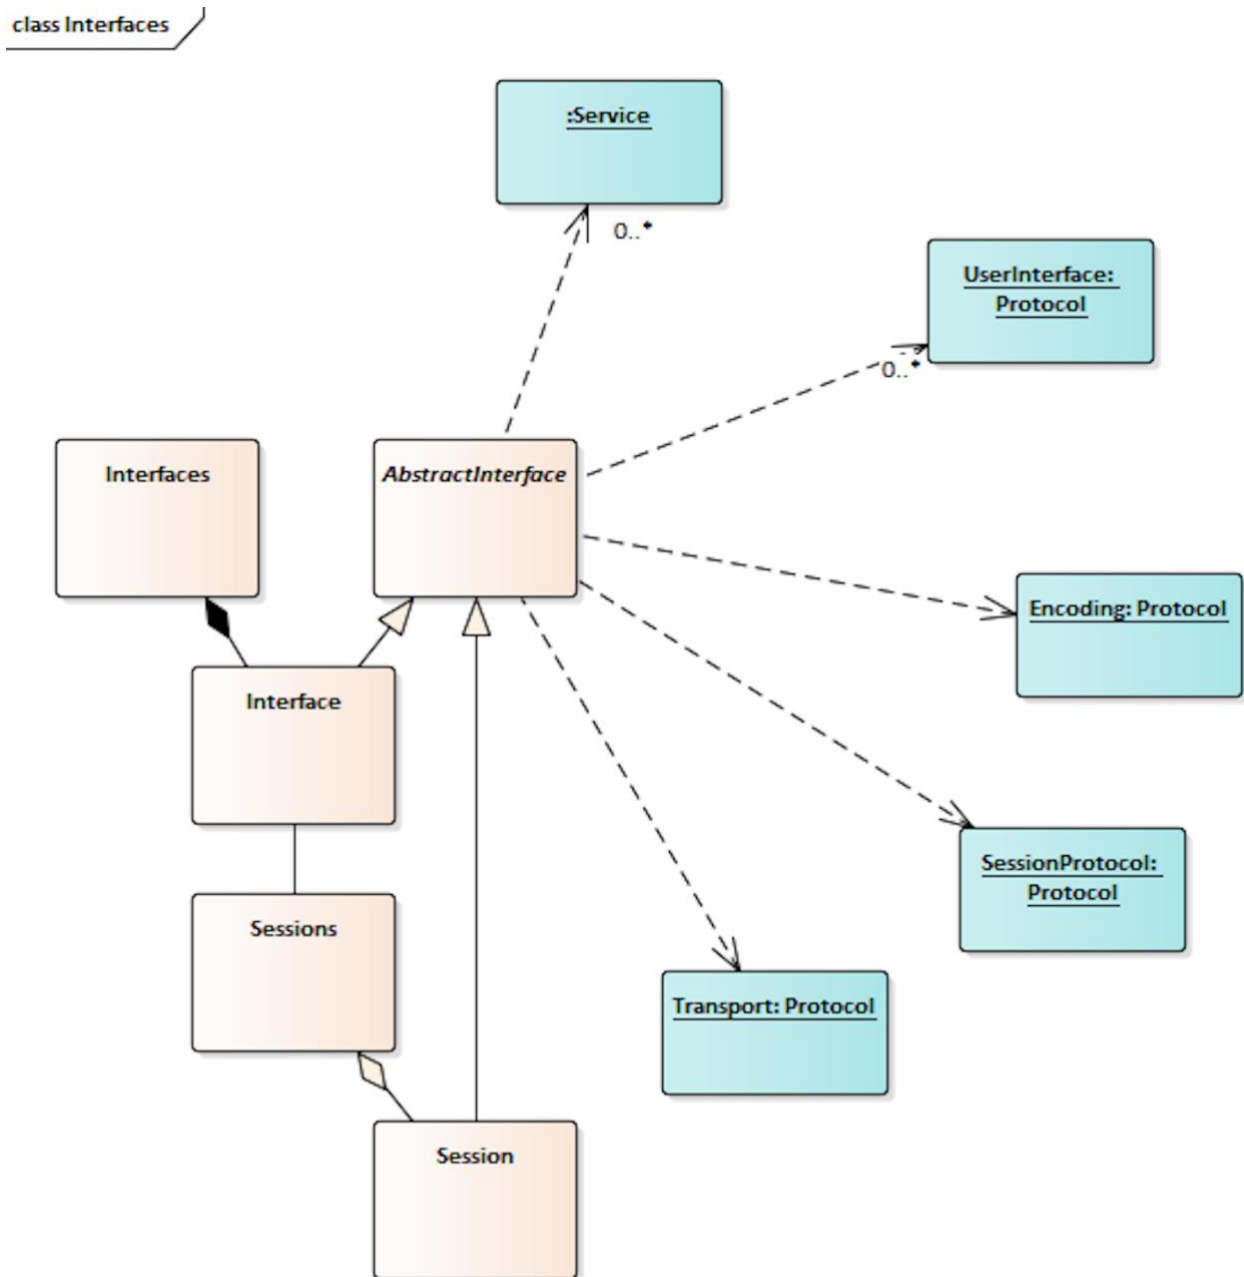 class Interfaces
:Service
0..*
UserInterface:
Protocol
0..*
Interfaces
AbstractInterface
Encoding: Protocol
Interface
SessionProtocol:
Protocol
Sessions
Transport: Protocol
Session